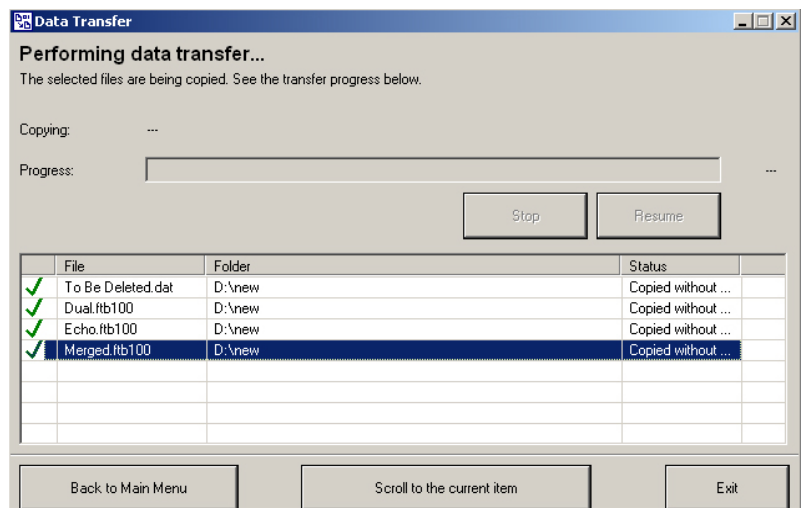 Data Transfer
Performing data transfer...
The selected files are being copied. See the transfer progress below.
Copying: ---
Progress: ---
Stop Resume
File Folder Status
To Be Deleted.dat D:\new Copied without ...
Dual.ftb100 D:\new Copied without ...
Echo.ftb100 D:\new Copied without ...
Merged.ftb100 D:\new Copied without ...
Back to Main Menu Scroll to the current item Exit